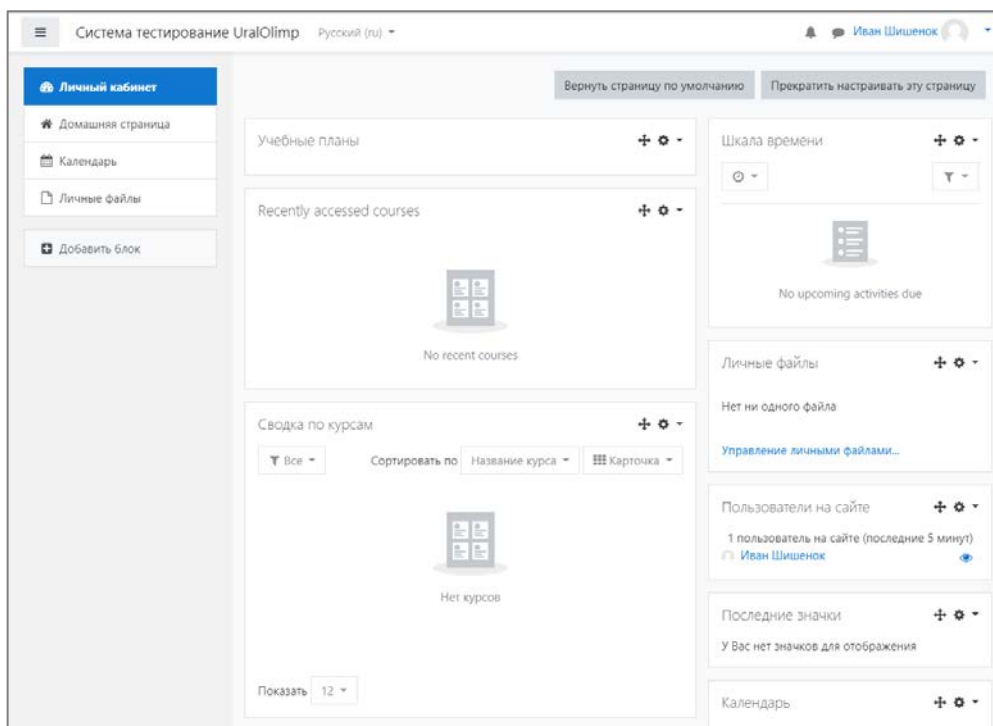 Система тестирование UralOlimp
Русский (ru)
Иван Шишенок
Личный кабинет
Домашняя страница
Календарь
Личные файлы
Добавить блок
Вернуть страницу по умолчанию
Прекратить настраивать эту страницу
Учебные планы
Recently accessed courses
No recent courses
Сводка по курсам
Все
Сортировать по
Название курса
Карточка
Нет курсов
Показать
12
Шкала времени
No upcoming activities due
Личные файлы
Нет ни одного файла
Управление личными файлами...
Пользователи на сайте
1 пользователь на сайте (последние 5 минут)
Иван Шишенок
Последние значки
У Вас нет значков для отображения
Календарь